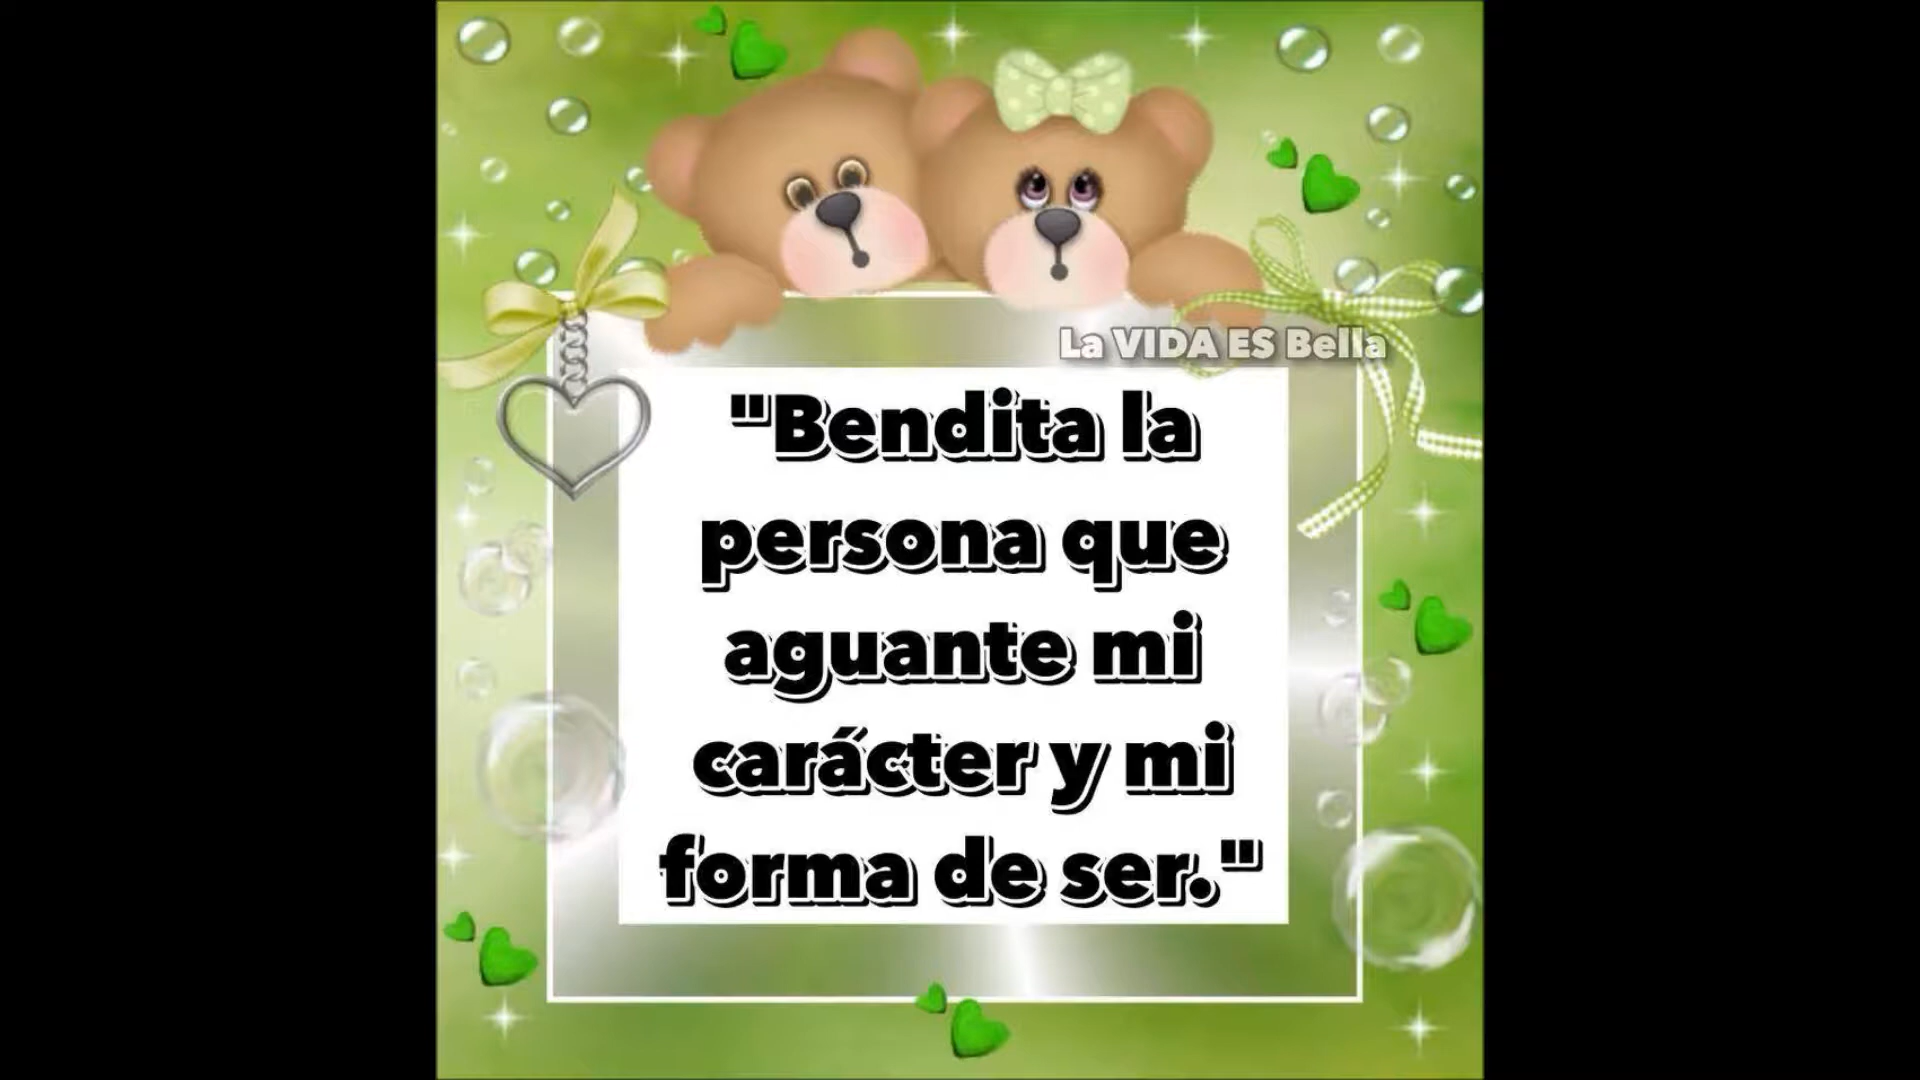 La VIDA ES Bella
"Bendita la
persona que
aguante mi
carácter y mi
forma de ser."